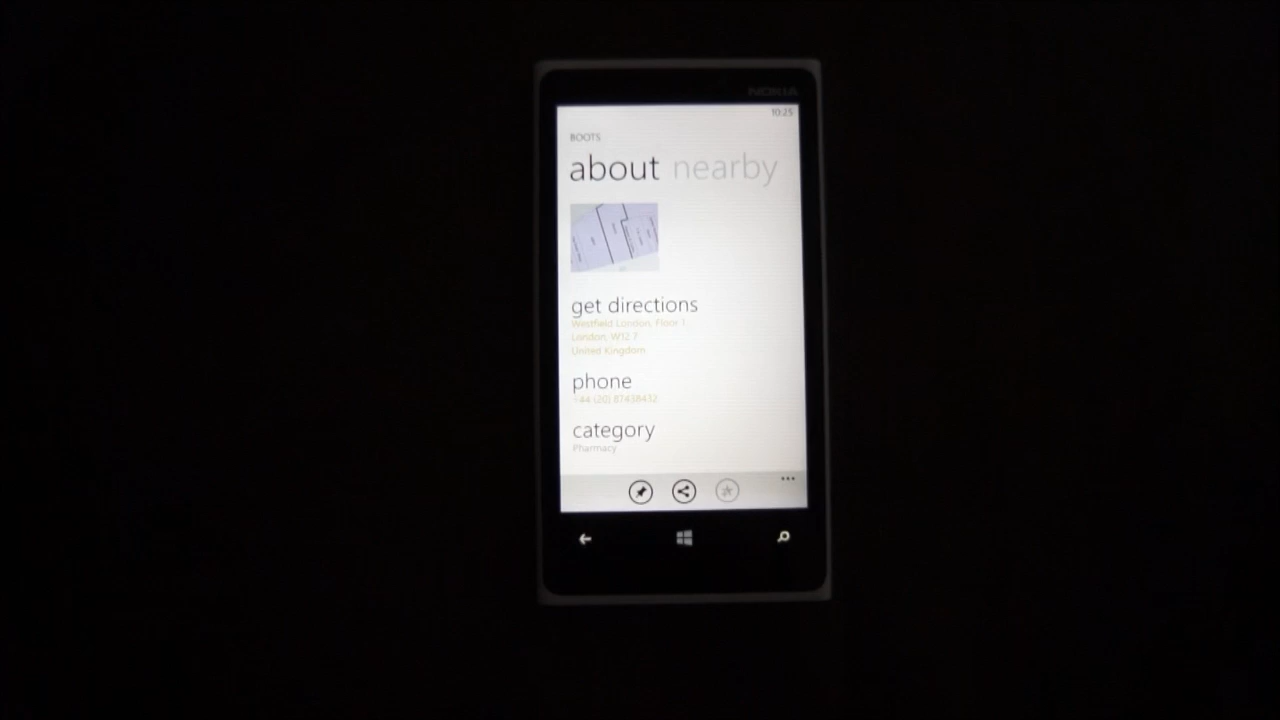 NOKIA
10:25
BOOTS
about nearby
get directions
Westfield London, Floor 1
London, W12 7
United Kingdom
phone
+44 (20) 87438432
category
Pharmacy